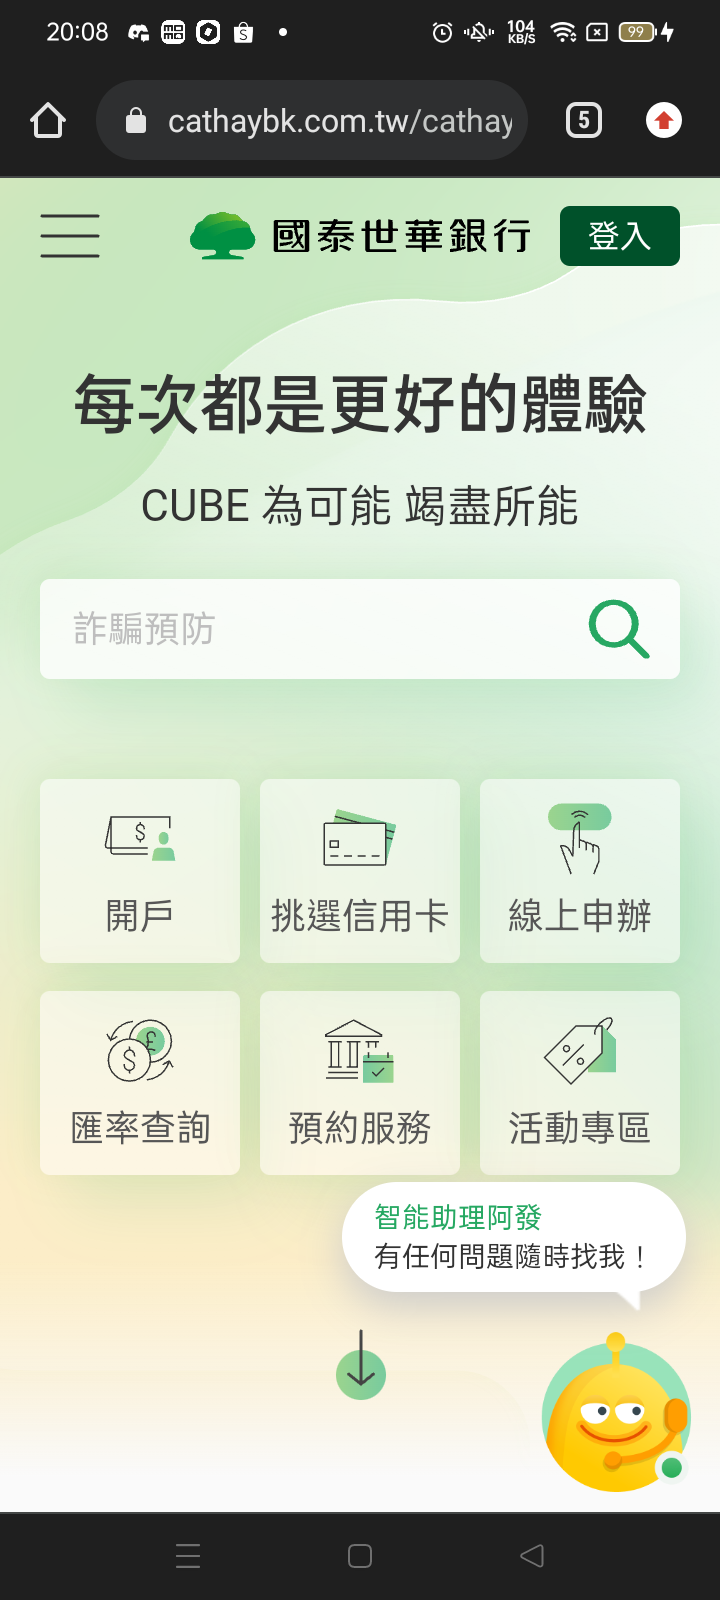 20:08
104
KB/S
99
cathaybk.com.tw/cathay
5
國泰世華銀行
登入
每次都是更好的體驗
CUBE 為可能 竭盡所能
詐騙預防
開戶
挑選信用卡
線上申辦
匯率查詢
預約服務
活動專區
智能助理阿發
有任何問題隨時找我！